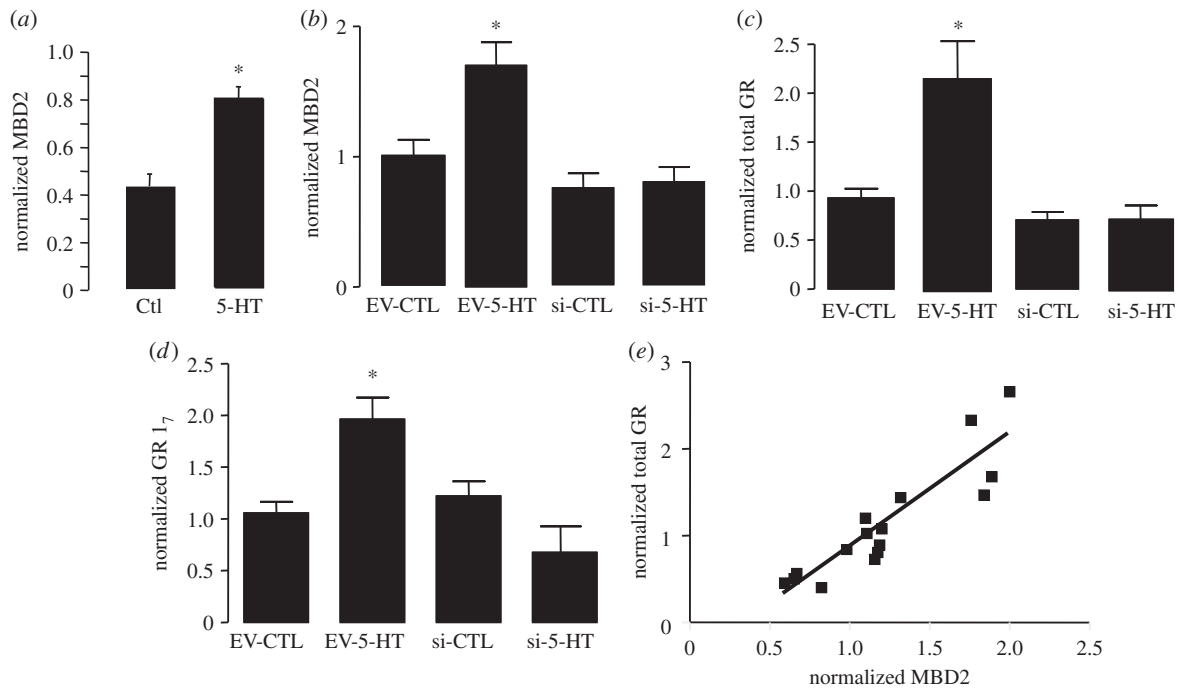 (a)
1.0
0.8
0.6
0.4
0.2
0
normalized MBD2
*
Ctl 5-HT
(b)
2
1
0
normalized MBD2
*
EV-CTL EV-5-HT si-CTL si-5-HT
(c)
2.5
2.0
1.5
1.0
0.5
0
normalized total GR
*
EV-CTL EV-5-HT si-CTL si-5-HT
(d)
2.5
2.0
1.5
1.0
0.5
0
normalized GR 1₇
*
EV-CTL EV-5-HT si-CTL si-5-HT
(e)
3
2
1
0
normalized total GR
0 0.5 1.0 1.5 2.0 2.5
normalized MBD2